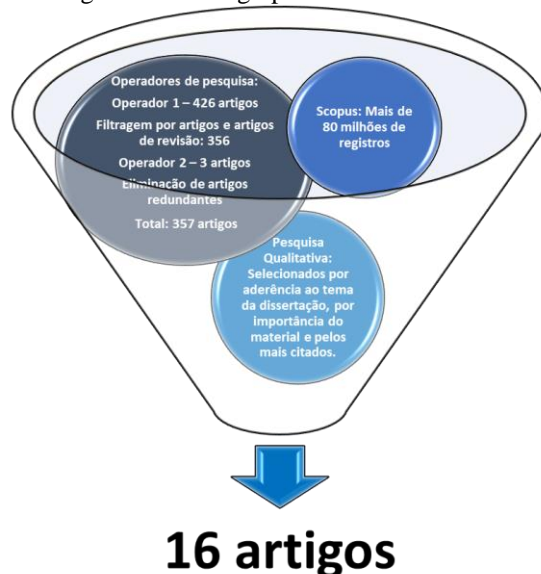 Operadores de pesquisa:
Operador 1 – 426 artigos
Filtragem por artigos e artigos
de revisão: 356
Operador 2 – 3 artigos
Eliminação de artigos
redundantes
Total: 357 artigos
Scopus: Mais de
80 milhões de
registros
Pesquisa
Qualitativa:
Selecionados por
aderência ao tema
da dissertação, por
importância do
material e pelos
mais citados.
16 artigos